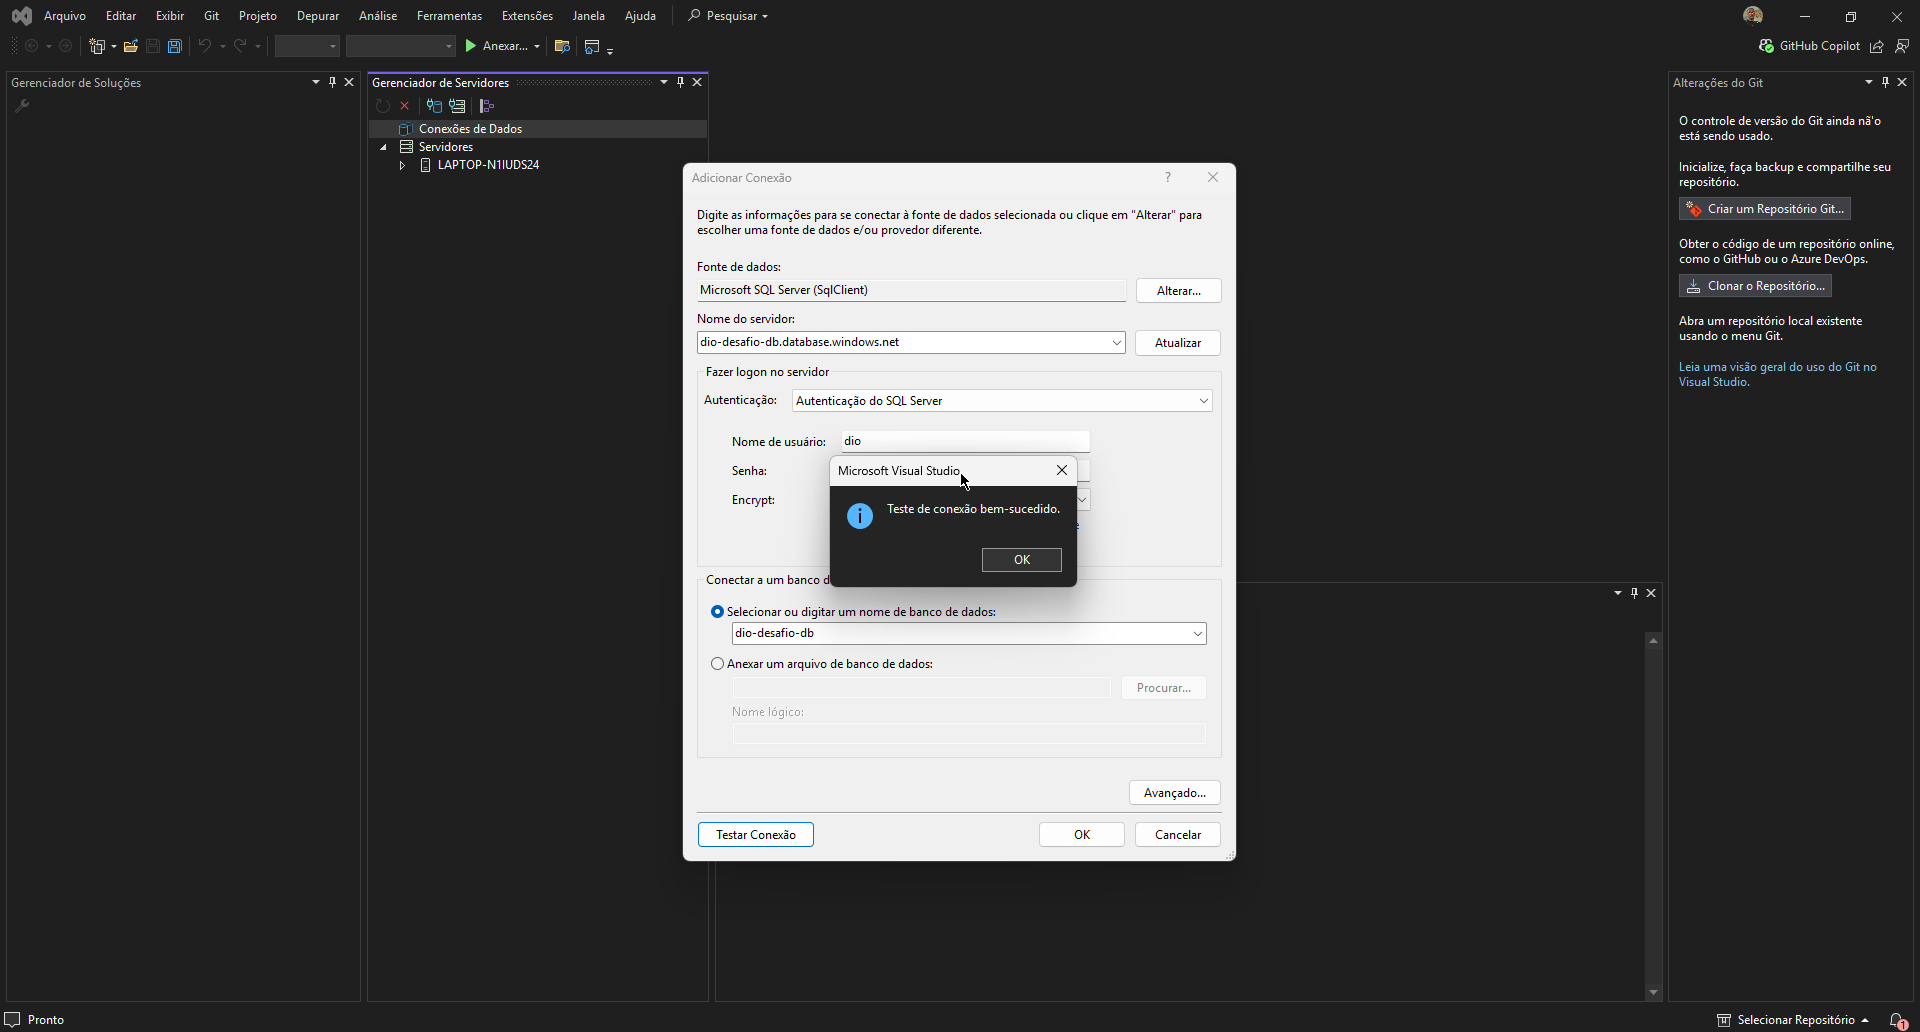 Arquivo Editar Exibir Git Projeto Depurar Análise Ferramentas Extensões Janela Ajuda Pesquisar
Anexar... GitHub Copilot
Gerenciador de Soluções
Gerenciador de Servidores
Conexões de Dados
Servidores
LAPTOP-N1IUDS24
Adicionar Conexão ?
Digite as informações para se conectar à fonte de dados selecionada ou clique em "Alterar" para
escolher uma fonte de dados e/ou provedor diferente.
Fonte de dados:
Microsoft SQL Server (SqlClient) Alterar...
Nome do servidor:
dio-desafio-db.database.windows.net Atualizar
Fazer logon no servidor
Autenticação: Autenticação do SQL Server
Nome de usuário: dio
Senha:
Encrypt:
Microsoft Visual Studio
Teste de conexão bem-sucedido.
OK
Conectar a um banco d
Selecionar ou digitar um nome de banco de dados:
dio-desafio-db
Anexar um arquivo de banco de dados:
Procurar...
Nome lógico:
Avançado...
Testar Conexão OK Cancelar
Alterações do Git
O controle de versão do Git ainda nã'o
está sendo usado.
Inicialize, faça backup e compartilhe seu
repositório.
Criar um Repositório Git...
Obter o código de um repositório online,
como o GitHub ou o Azure DevOps.
Clonar o Repositório...
Abra um repositório local existente
usando o menu Git.
Leia uma visão geral do uso do Git no
Visual Studio.
Pronto Selecionar Repositório 1